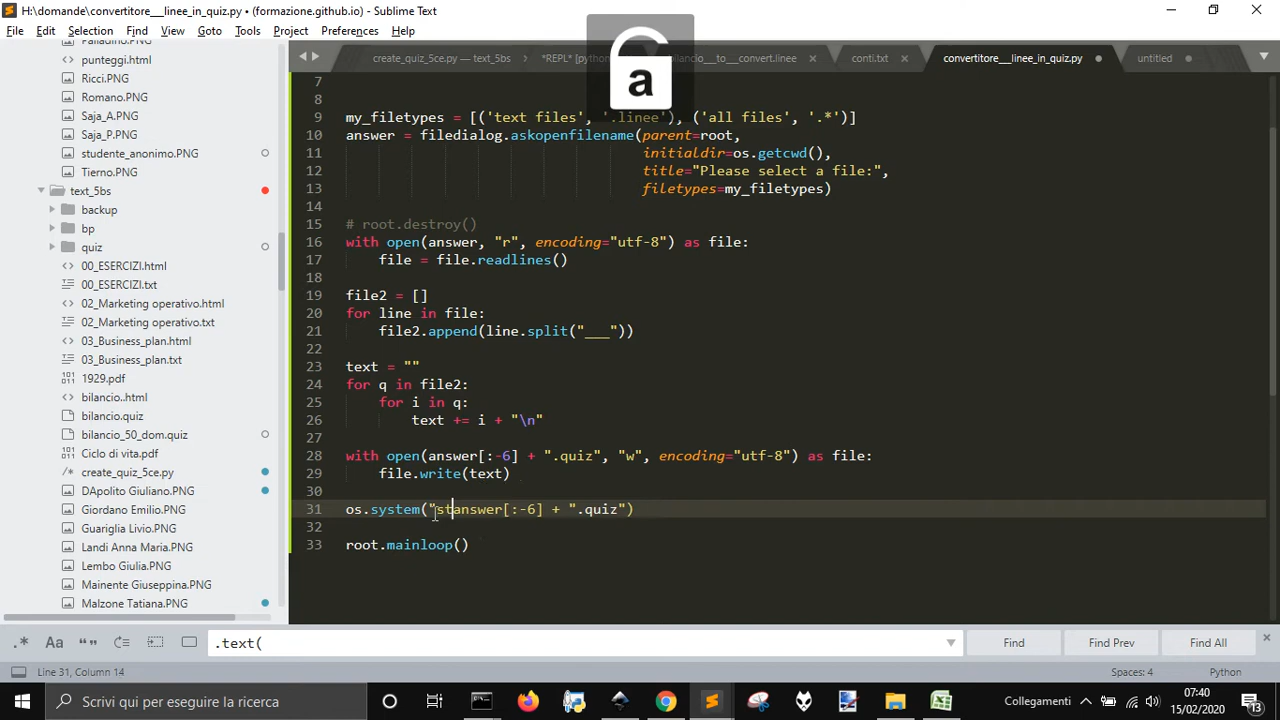 H:\domande\convertitore__linee_in_quiz.py • (formazione.github.io) - Sublime Text
File Edit Selection Find View Goto Tools Project Preferences Help
create_quiz_5ce.py — text_5bs
*REPL* [pyth
to__convert.linee
conti.txt
convertitore__linee_in_quiz.py
untitled
a
punteggi.html
Ricci.PNG
Romano.PNG
Saja_A.PNG
Saja_P.PNG
studente_anonimo.PNG
Tierno.PNG
text_5bs
backup
bp
quiz
00_ESERCIZI.html
00_ESERCIZI.txt
02_Marketing operativo.html
02_Marketing operativo.txt
03_Business_plan.html
03_Business_plan.txt
1929.pdf
bilancio..html
bilancio.quiz
bilancio_50_dom.quiz
Ciclo di vita.pdf
create_quiz_5ce.py
DApolito Giuliano.PNG
Giordano Emilio.PNG
Guariglia Livio.PNG
Landi Anna Maria.PNG
Lembo Giulia.PNG
Mainente Giuseppina.PNG
Malzone Tatiana.PNG
7
8
9 my_filetypes = [('text files', '.linee'), ('all files', '.*')]
10 answer = filedialog.askopenfilename(parent=root,
11 initialdir=os.getcwd(),
12 title="Please select a file:",
13 filetypes=my_filetypes)
14
15 # root.destroy()
16 with open(answer, "r", encoding="utf-8") as file:
17 file = file.readlines()
18
19 file2 = []
20 for line in file:
21 file2.append(line.split("___"))
22
23 text = ""
24 for q in file2:
25 for i in q:
26 text += i + "\n"
27
28 with open(answer[:-6] + ".quiz", "w", encoding="utf-8") as file:
29 file.write(text)
30
31 os.system("stanswer[:-6] + ".quiz")
32
33 root.mainloop()
.* Aa “” .text( Find Find Prev Find All
Line 31, Column 14 Spaces: 4 Python
Scrivi qui per eseguire la ricerca
Collegamenti
07:40
15/02/2020
13